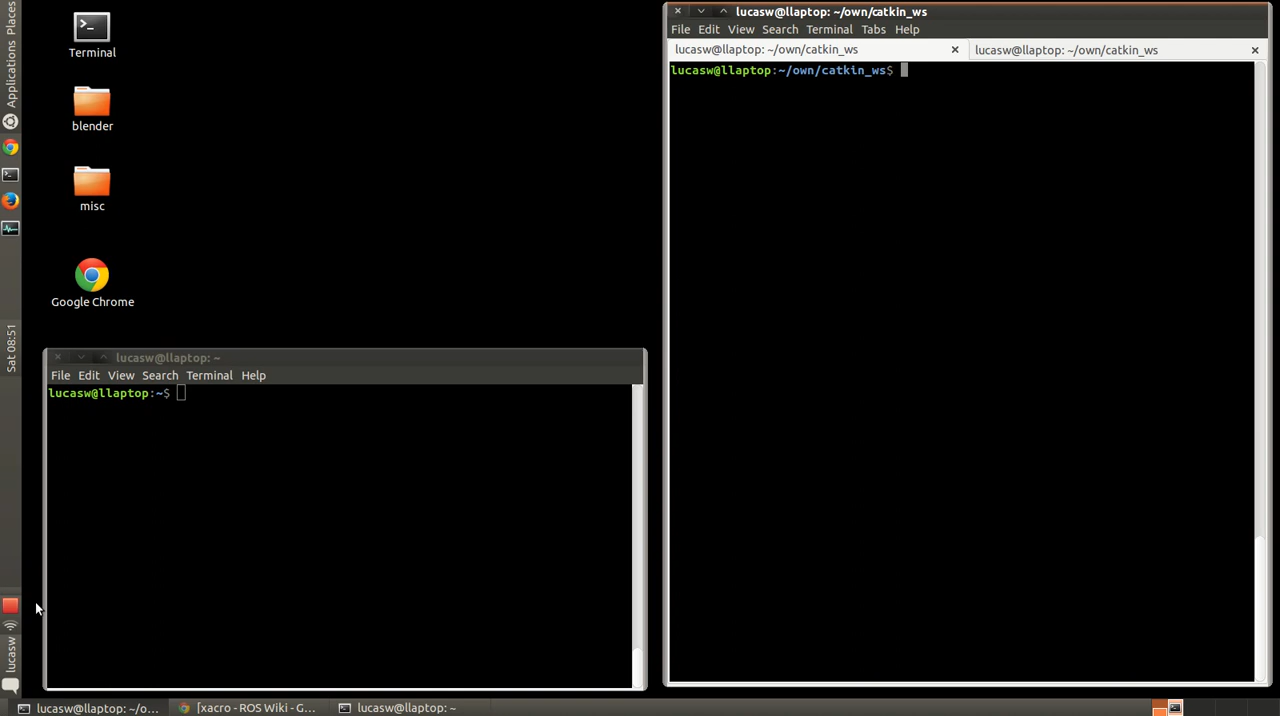 Applications Places
Sat 08:51
lucasw
Terminal
blender
misc
Google Chrome
lucasw@llaptop: ~
File Edit View Search Terminal Help
lucasw@llaptop:~$
lucasw@llaptop: ~/own/catkin_ws
File Edit View Search Terminal Tabs Help
lucasw@llaptop: ~/own/catkin_ws
lucasw@llaptop: ~/own/catkin_ws
lucasw@llaptop:~/own/catkin_ws$
lucasw@llaptop: ~/o...
[xacro - ROS Wiki - G...
lucasw@llaptop: ~